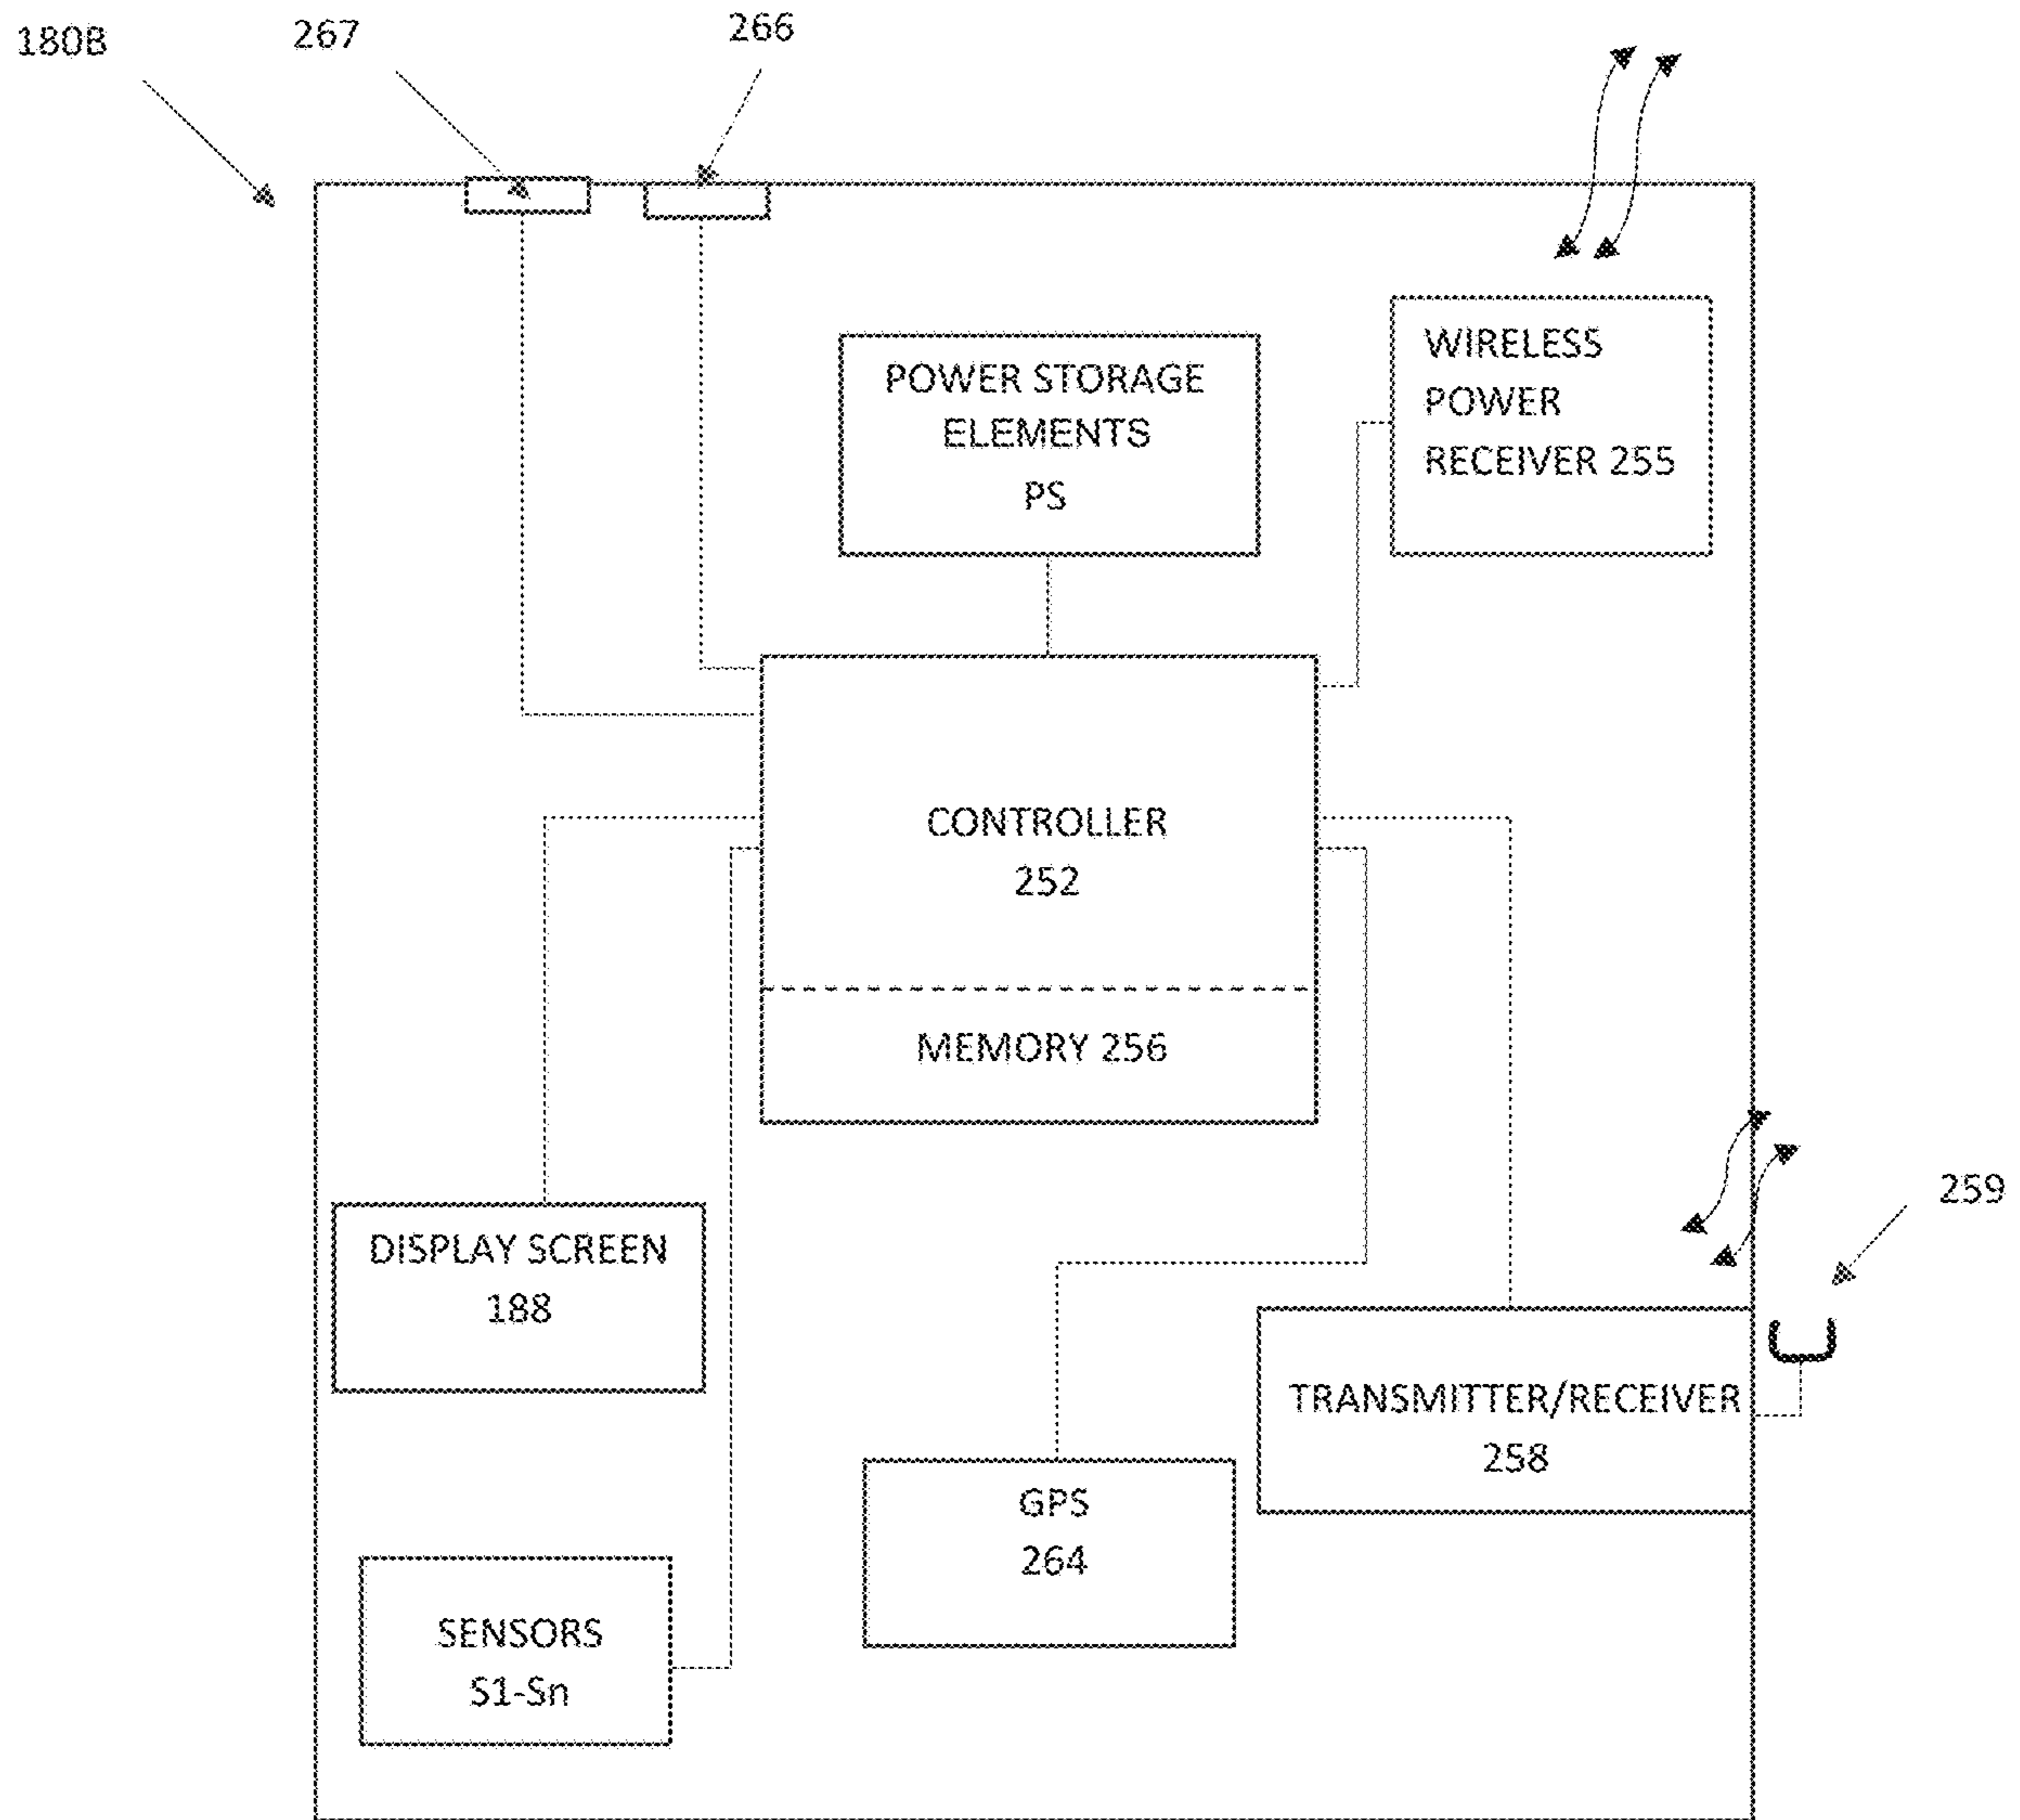 180B
267
266
POWER STORAGE
ELEMENTS
PS
WIRELESS
POWER
RECEIVER 255
CONTROLLER
252
MEMORY 256
259
DISPLAY SCREEN
188
TRANSMITTER/RECEIVER
258
GPS
264
SENSORS
S1-Sn